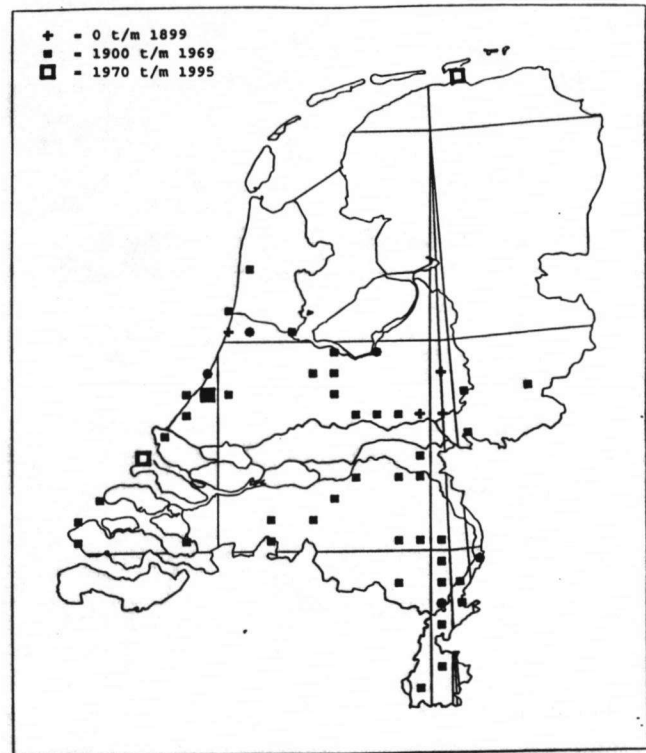 + = 0 t/m 1899
■ = 1900 t/m 1969
□ = 1970 t/m 1995